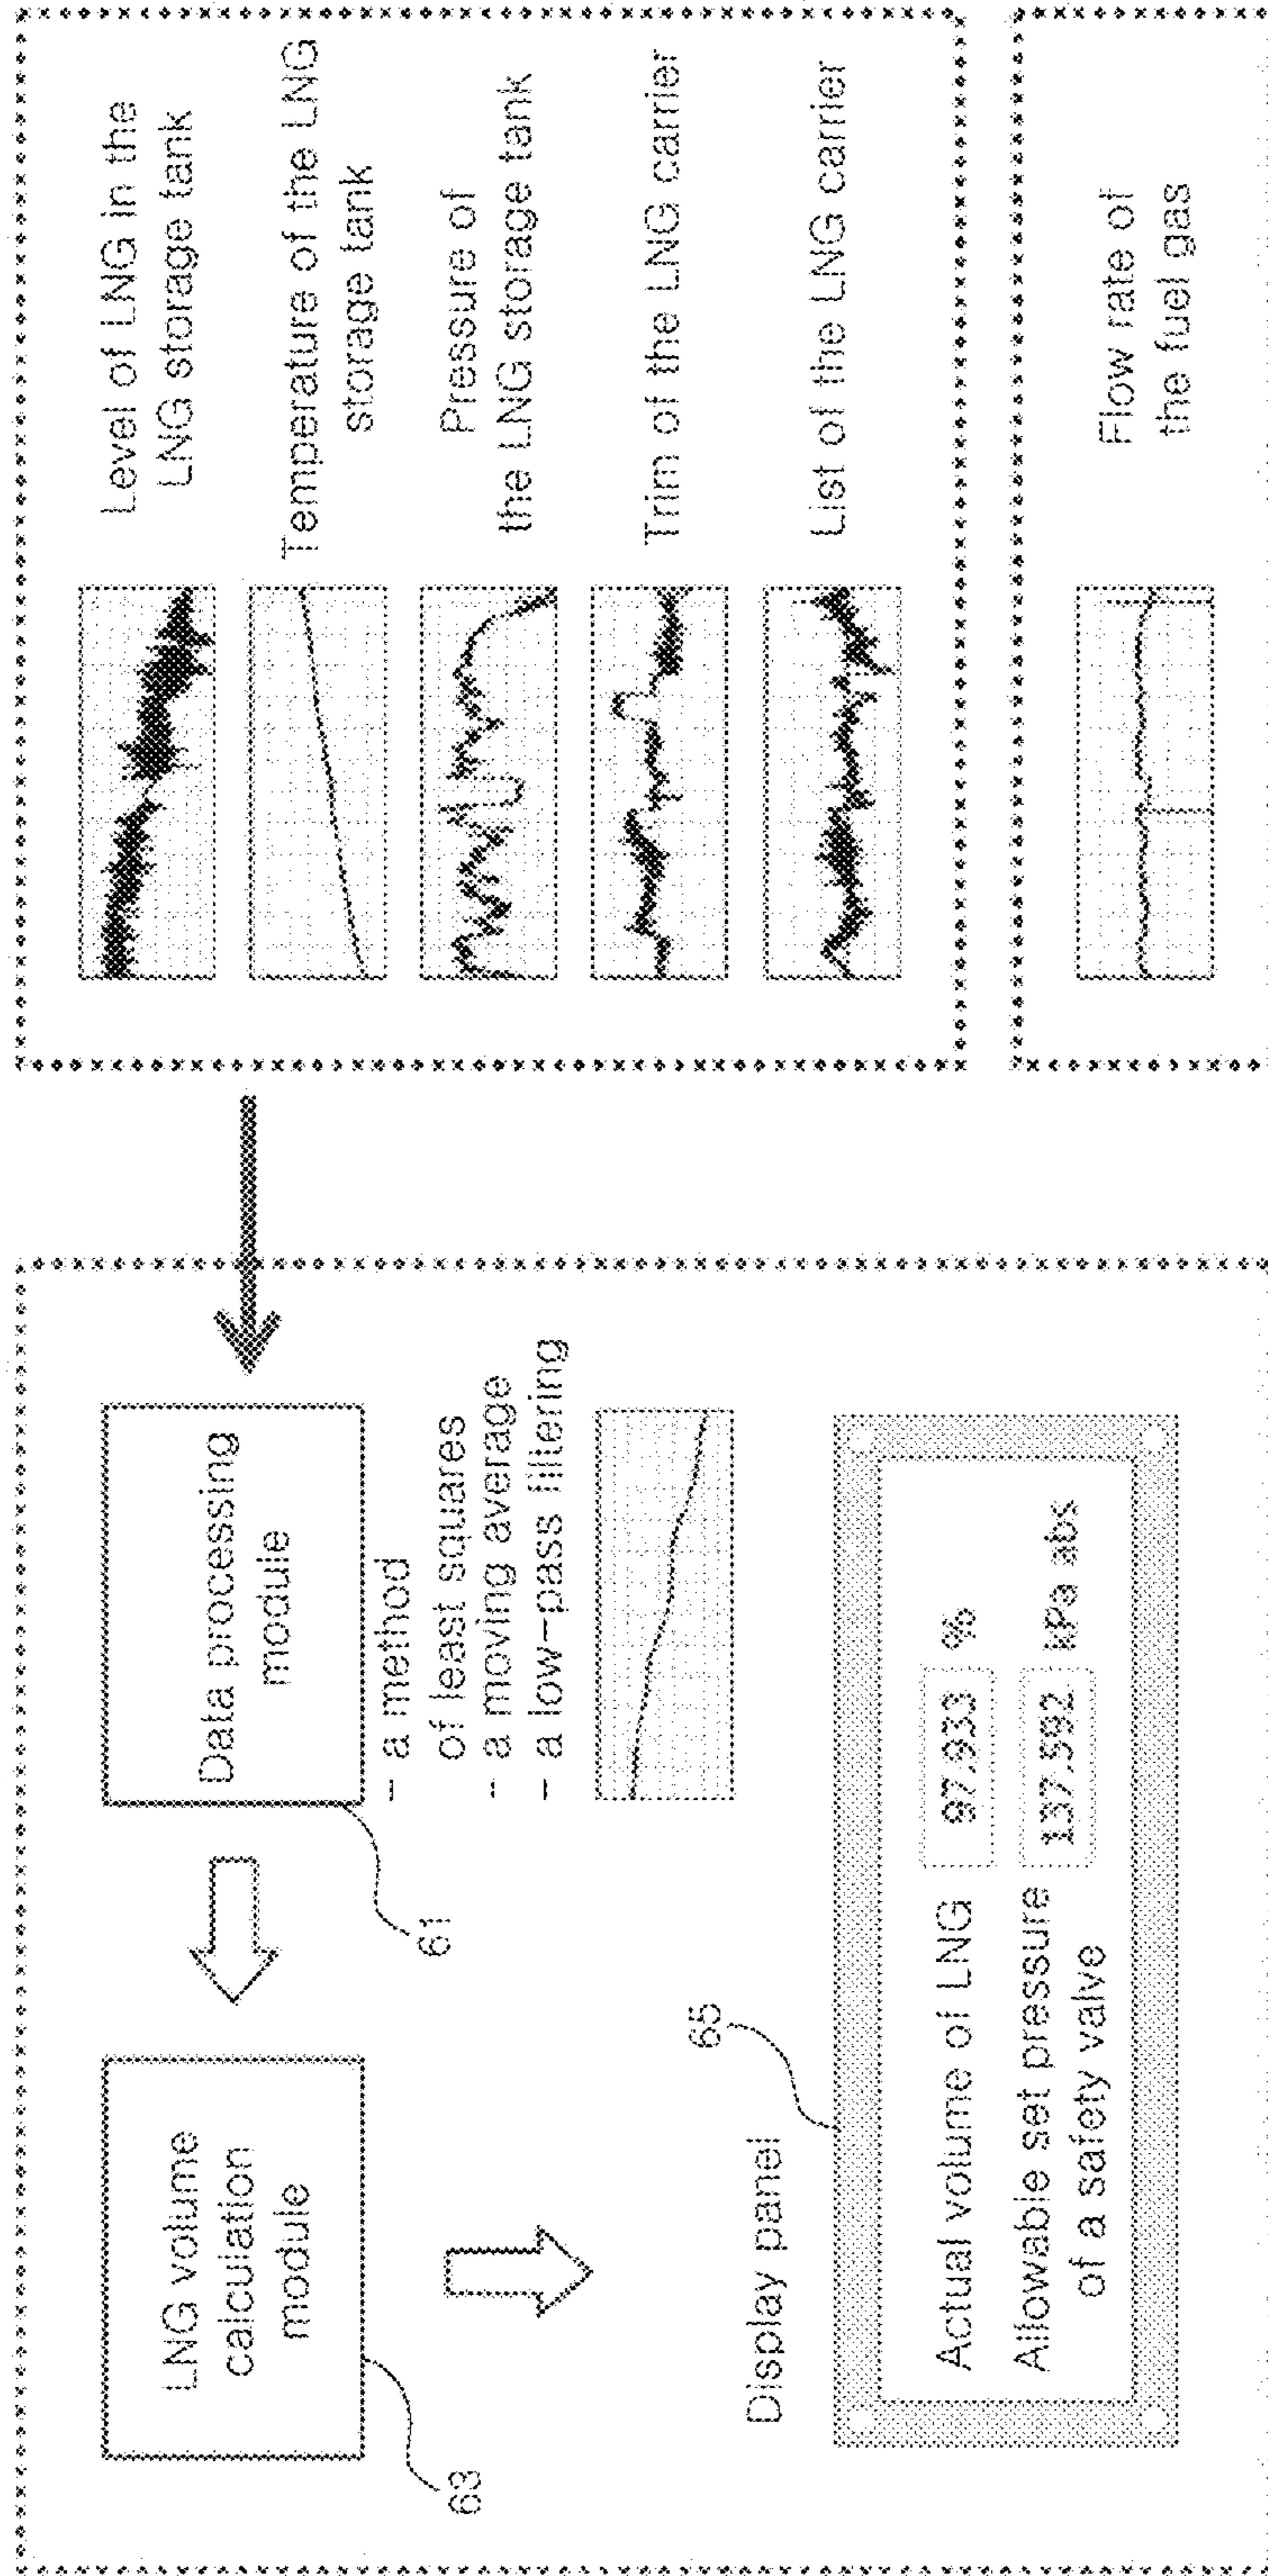 LNG volume
calculation
module
63
Data processing
module
61
- a method
of least squares
- a moving average
- a low-pass filtering
Display panel
65
Actual volume of LNG 97.933 %
Allowable set pressure 137.592 kPa abs
of a safety valve
Level of LNG in the
LNG storage tank
Temperature of the LNG
storage tank
Pressure of
the LNG storage tank
Trim of the LNG carrier
List of the LNG carrier
Flow rate of
the fuel gas